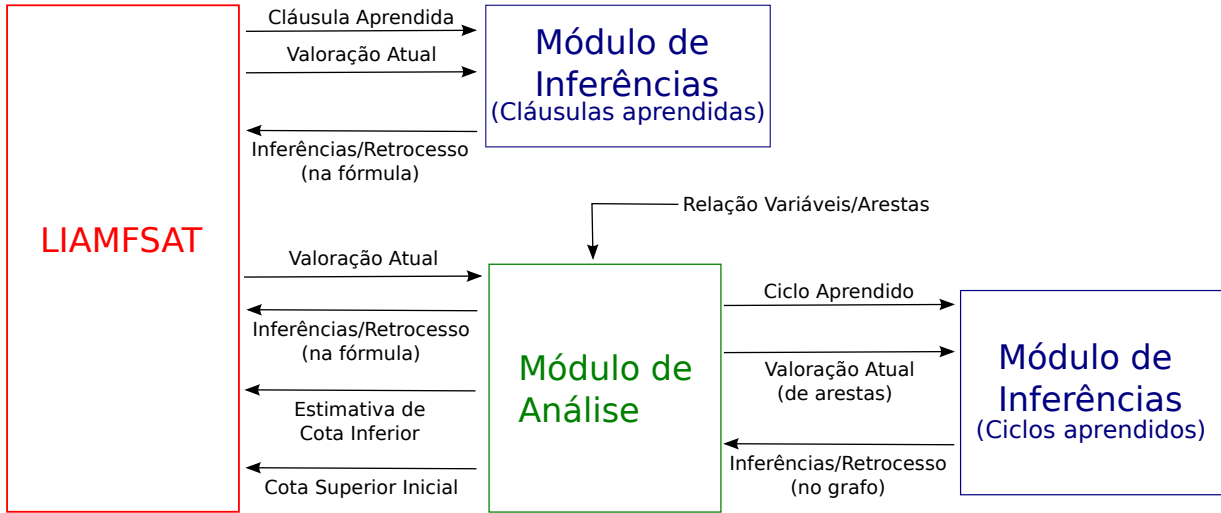 Cláusula Aprendida
Valoração Atual
Inferências/Retrocesso
(na fórmula)
Módulo de
Inferências
(Cláusulas aprendidas)
LIAMFSAT
Relação Variáveis/Arestas
Valoração Atual
Inferências/Retrocesso
(na fórmula)
Estimativa de
Cota Inferior
Cota Superior Inicial
Módulo de
Análise
Ciclo Aprendido
Valoração Atual
(de arestas)
Inferências/Retrocesso
(no grafo)
Módulo de
Inferências
(Ciclos aprendidos)